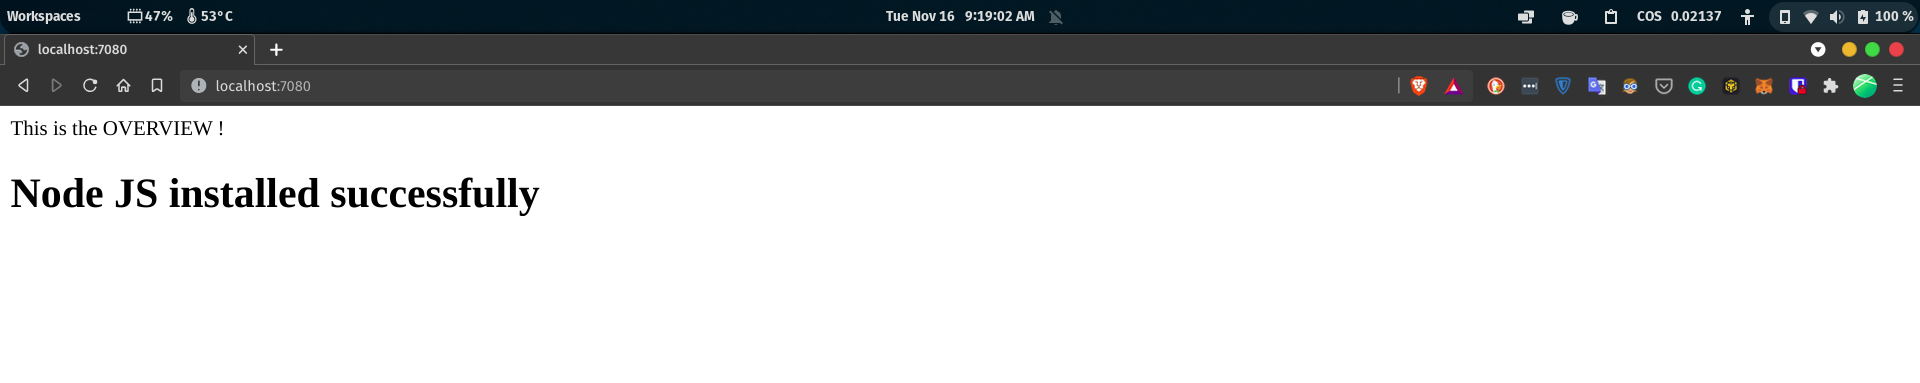 Workspaces 47% 53°C Tue Nov 16 9:19:02 AM COS 0.02137 100 %
localhost:7080
localhost:7080
This is the OVERVIEW !
Node JS installed successfully